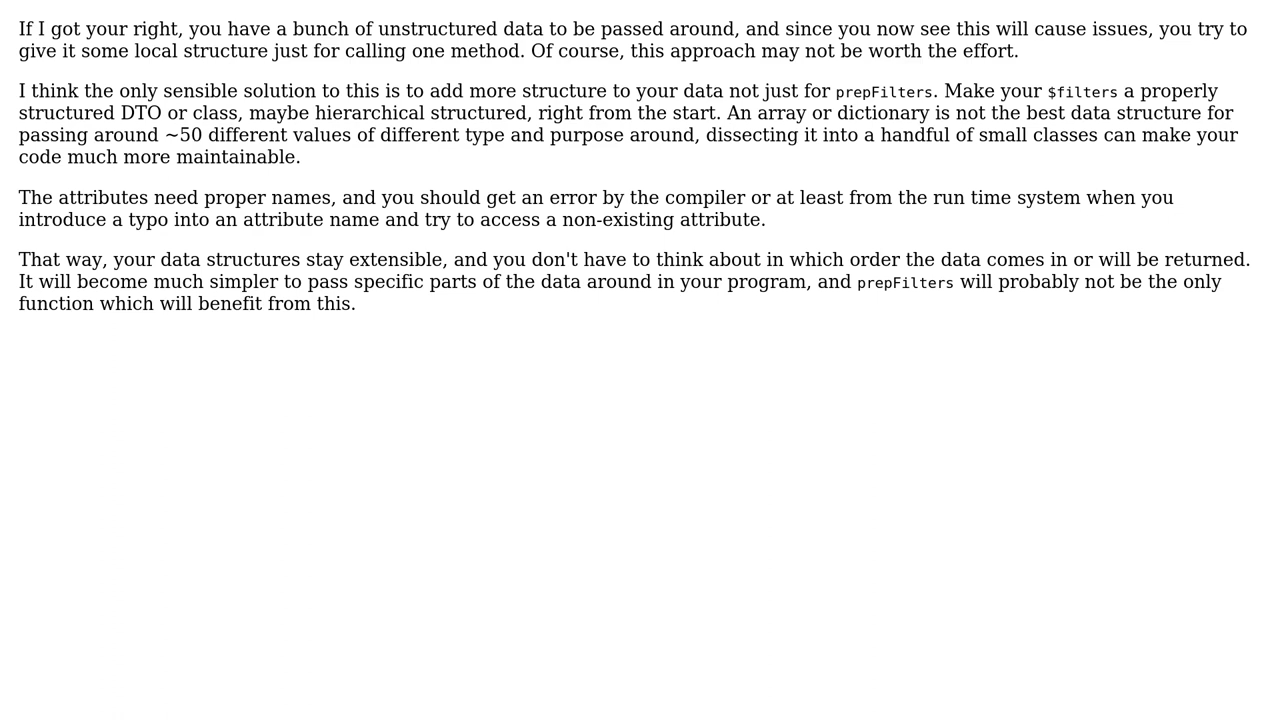 If I got your right, you have a bunch of unstructured data to be passed around, and since you now see this will cause issues, you try to
give it some local structure just for calling one method. Of course, this approach may not be worth the effort.
I think the only sensible solution to this is to add more structure to your data not just for prepFilters. Make your $filters a properly
structured DTO or class, maybe hierarchical structured, right from the start. An array or dictionary is not the best data structure for
passing around ~50 different values of different type and purpose around, dissecting it into a handful of small classes can make your
code much more maintainable.
The attributes need proper names, and you should get an error by the compiler or at least from the run time system when you
introduce a typo into an attribute name and try to access a non-existing attribute.
That way, your data structures stay extensible, and you don't have to think about in which order the data comes in or will be returned.
It will become much simpler to pass specific parts of the data around in your program, and prepFilters will probably not be the only
function which will benefit from this.